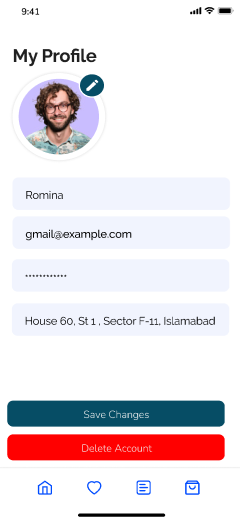 9:41
My Profile
Romina
gmail@example.com
************
House 60, St 1 , Sector F-11, Islamabad
Save Changes
Delete Account